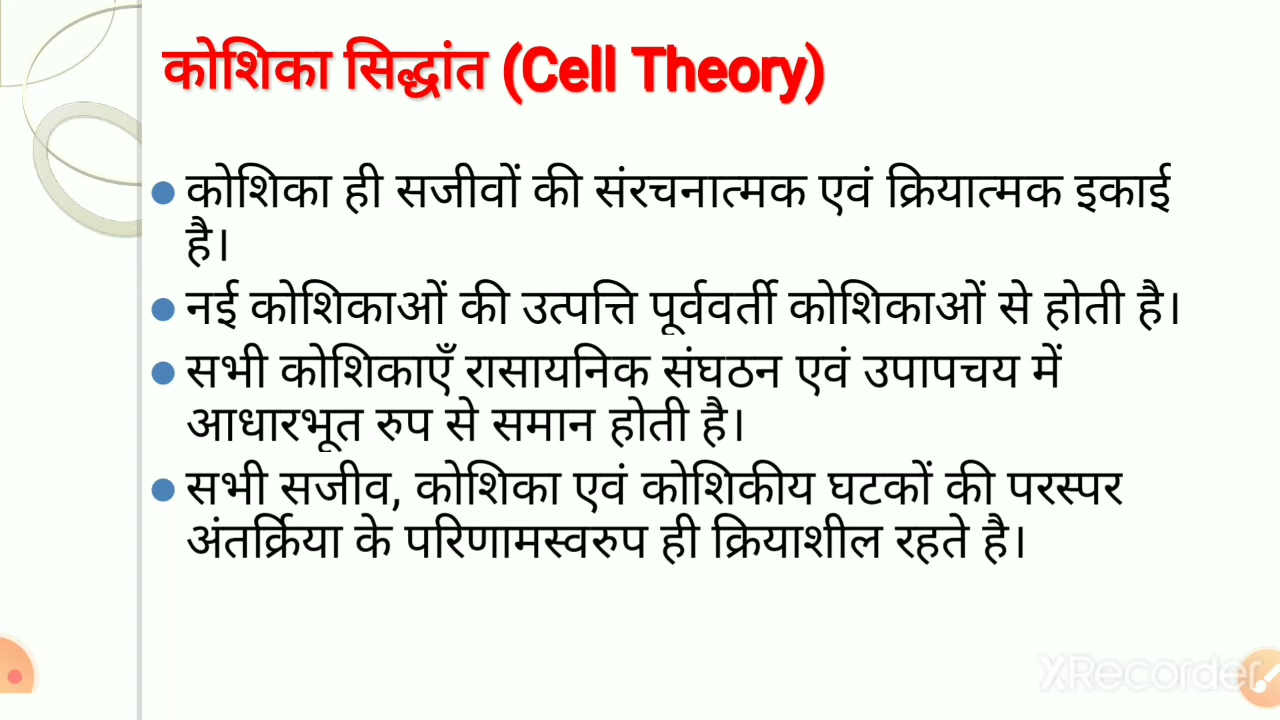 कोशिका सिद्धांत (Cell Theory)
कोशिका ही सजीवों की संरचनात्मक एवं क्रियात्मक इकाई
है।
नई कोशिकाओं की उत्पत्ति पूर्ववर्ती कोशिकाओं से होती है।
सभी कोशिकाएँ रासायनिक संघठन एवं उपापचय में
आधारभूत रुप से समान होती है।
सभी सजीव, कोशिका एवं कोशिकीय घटकों की परस्पर
अंतर्क्रिया के परिणामस्वरुप ही क्रियाशील रहते है।
XRecorder